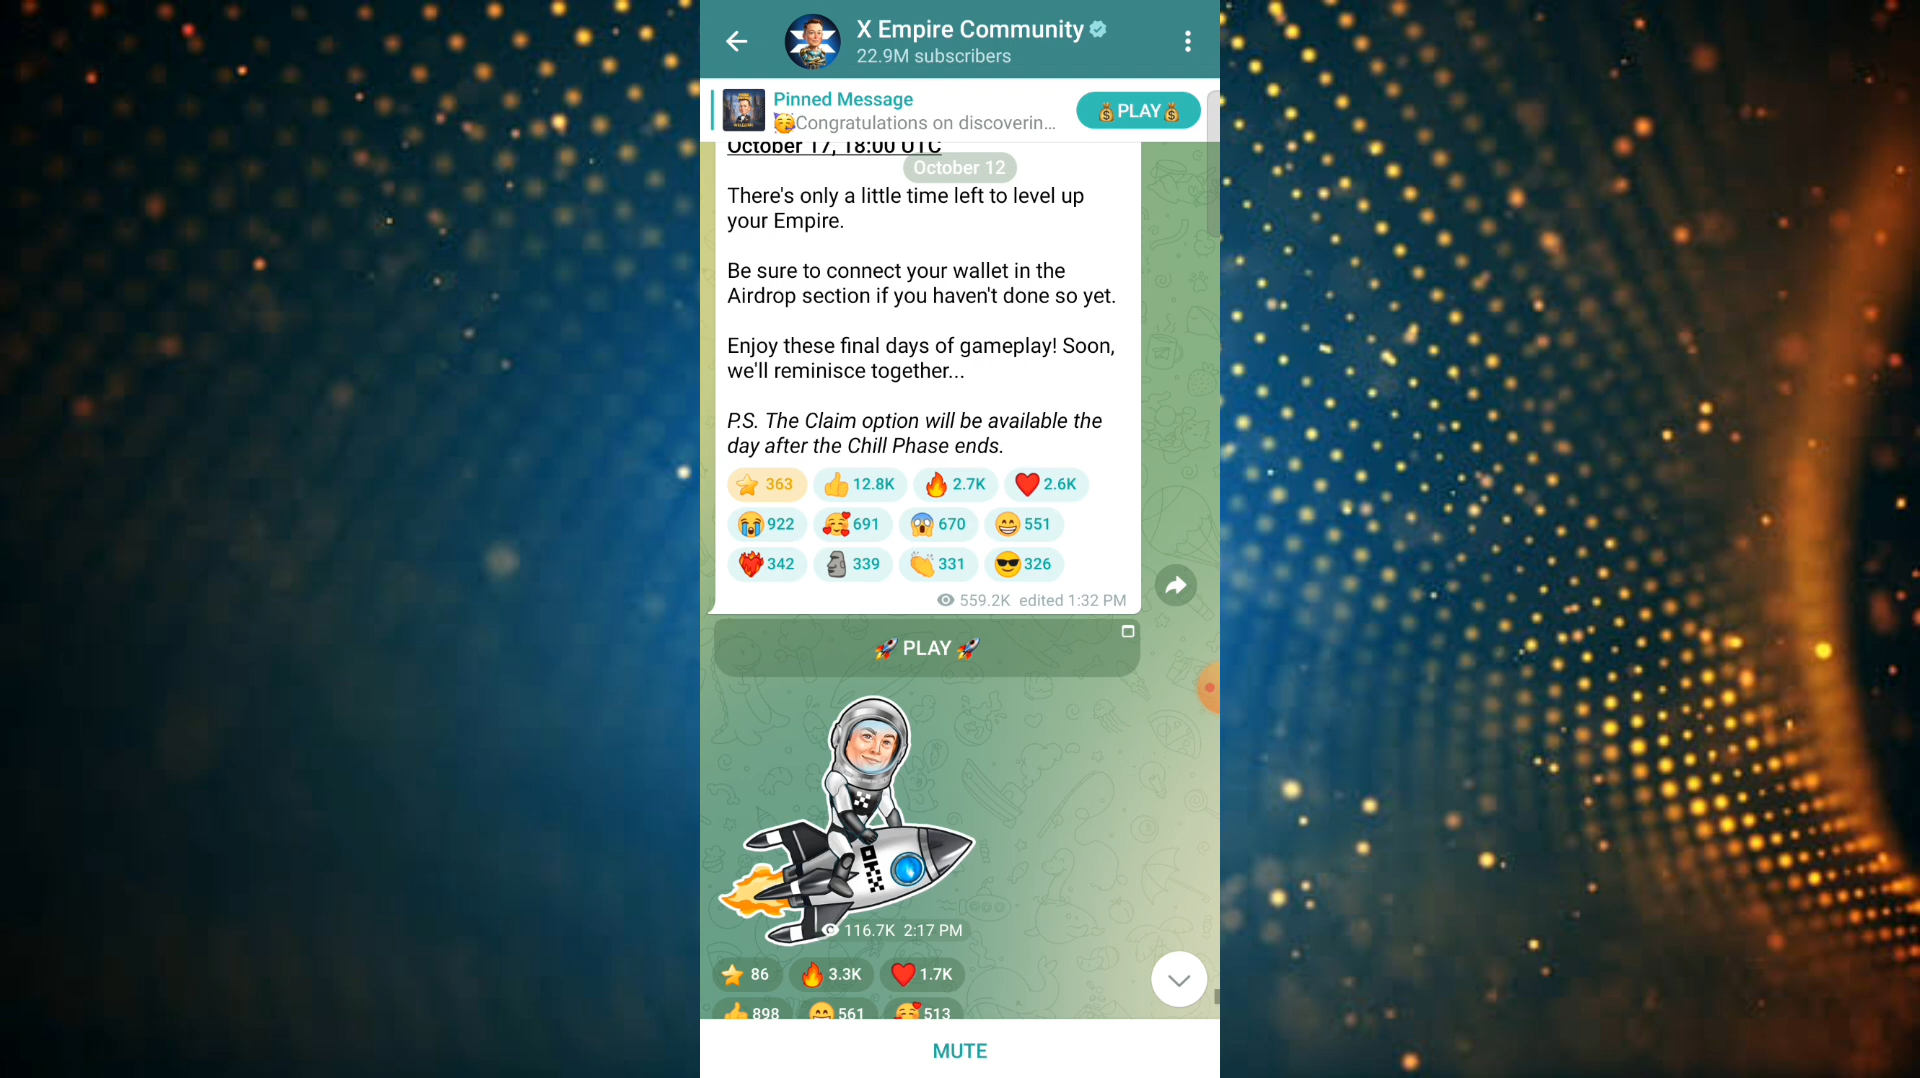 X Empire Community
22.9M subscribers
Pinned Message
🥳Congratulations on discoverin...
💰PLAY💰
October 17, 18:00 UTC
October 12
There's only a little time left to level up
your Empire.
Be sure to connect your wallet in the
Airdrop section if you haven't done so yet.
Enjoy these final days of gameplay! Soon,
we'll reminisce together...
P.S. The Claim option will be available the
day after the Chill Phase ends.
363 12.8K 2.7K 2.6K
922 691 670 551
342 339 331 326
559.2K edited 1:32 PM
🚀 PLAY 🚀
OK
116.7K 2:17 PM
86 3.3K 1.7K
898 561 513
MUTE